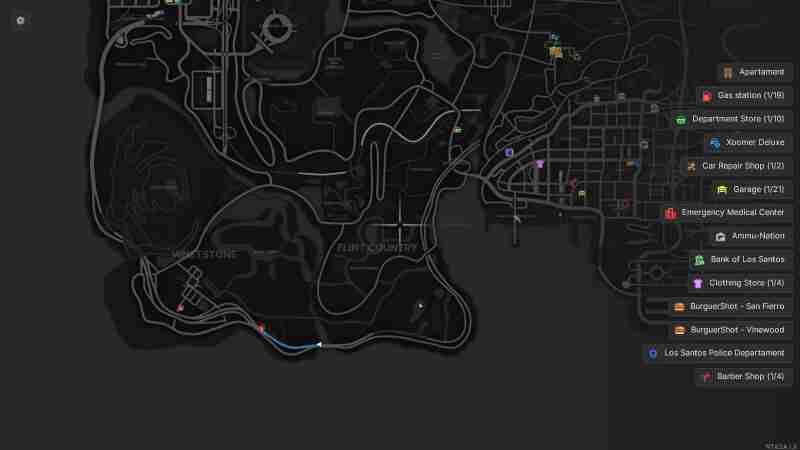 Apartament
Gas station (1/19)
Department Store (1/10)
Xoomer Deluxe
Car Repair Shop (1/2)
Garage (1/21)
Emergency Medical Center
Ammu-Nation
Bank of Los Santos
Clothing Store (1/4)
BurguerShot - San Fierro
BurguerShot - Vinewood
Los Santos Police Departament
Barber Shop (1/4)
WHETSTONE
FLINT COUNTRY